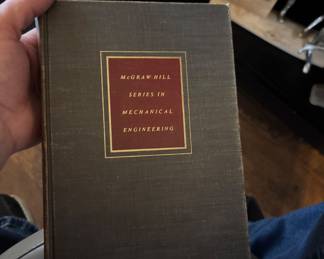 McGRAW-HILL
SERIES IN
MECHANICAL
ENGINEERING